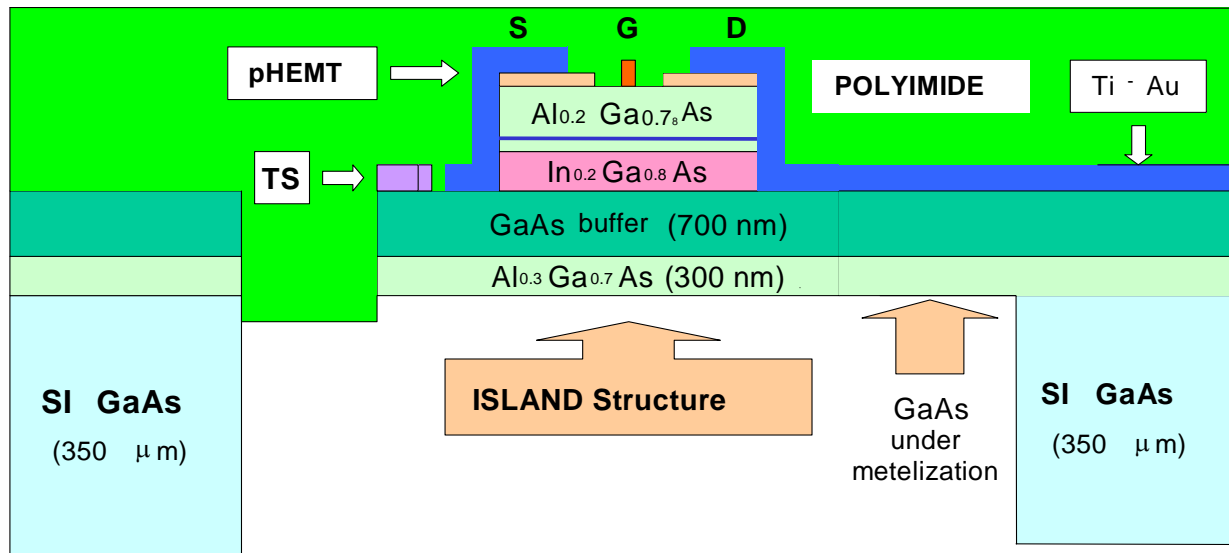 S G D
pHEMT
POLYIMIDE
Ti - Au
Al0.2 Ga0.78 As
TS
In0.2 Ga0.8 As
GaAs buffer (700 nm)
Al0.3 Ga0.7 As (300 nm)
SI GaAs
(350 μm)
ISLAND Structure
GaAs
under
metelization
SI GaAs
(350 μm)